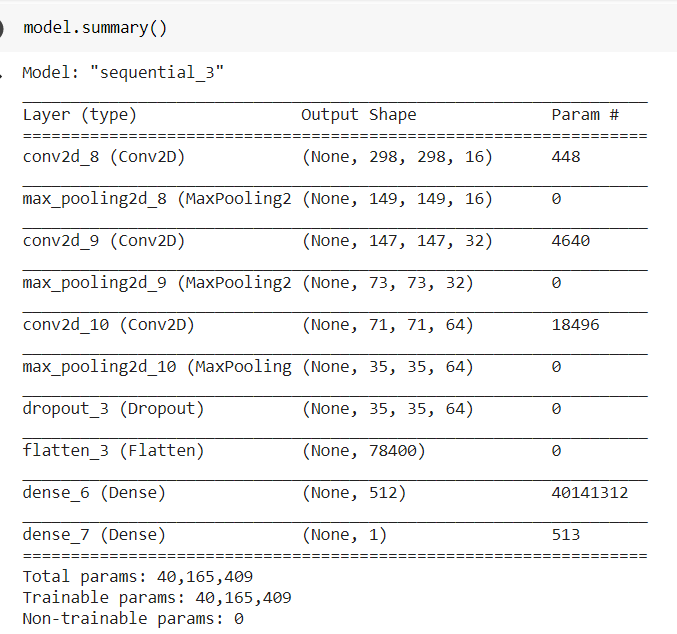 model.summary()
Model: "sequential_3"
_________________________________________________________________
Layer (type)                 Output Shape              Param #
=================================================================
conv2d_8 (Conv2D)            (None, 298, 298, 16)      448
_________________________________________________________________
max_pooling2d_8 (MaxPooling2 (None, 149, 149, 16)      0
_________________________________________________________________
conv2d_9 (Conv2D)            (None, 147, 147, 32)      4640
_________________________________________________________________
max_pooling2d_9 (MaxPooling2 (None, 73, 73, 32)        0
_________________________________________________________________
conv2d_10 (Conv2D)           (None, 71, 71, 64)        18496
_________________________________________________________________
max_pooling2d_10 (MaxPooling (None, 35, 35, 64)        0
_________________________________________________________________
dropout_3 (Dropout)          (None, 35, 35, 64)        0
_________________________________________________________________
flatten_3 (Flatten)          (None, 78400)             0
_________________________________________________________________
dense_6 (Dense)              (None, 512)               40141312
_________________________________________________________________
dense_7 (Dense)              (None, 1)                 513
=================================================================
Total params: 40,165,409
Trainable params: 40,165,409
Non-trainable params: 0